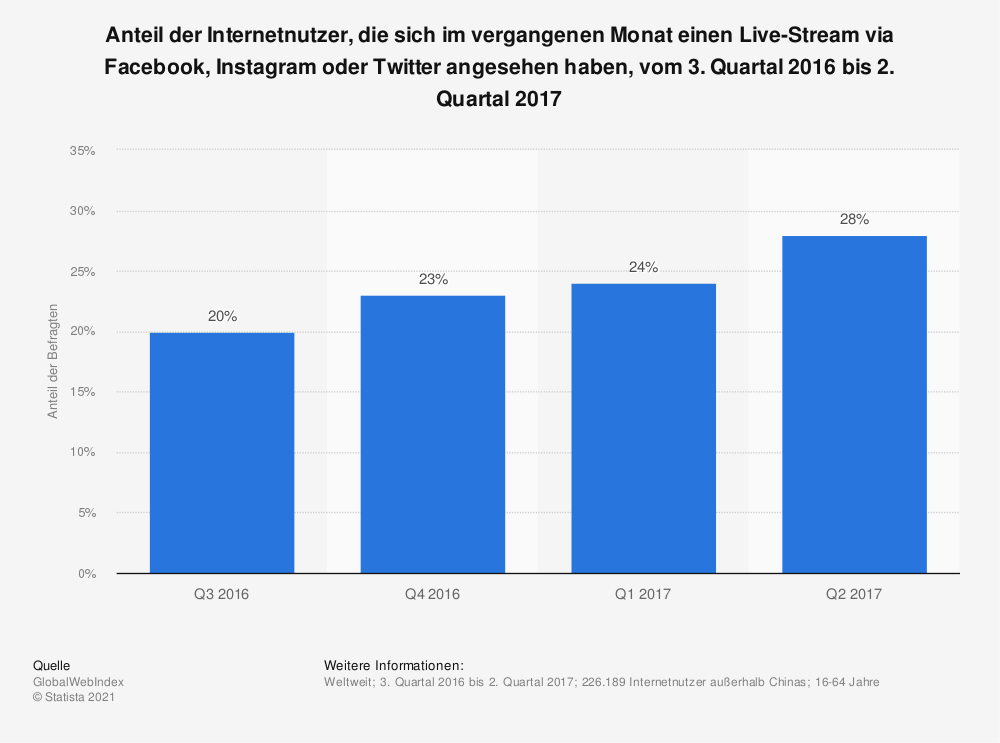 Anteil der Internetnutzer, die sich im vergangenen Monat einen Live-Stream via
Facebook, Instagram oder Twitter angesehen haben, vom 3. Quartal 2016 bis 2.
Quartal 2017
35%
30%
25%
20%
15%
10%
5%
0%
Anteil der Befragten
20%
23%
24%
28%
Q3 2016
Q4 2016
Q1 2017
Q2 2017
Quelle
GlobalWebIndex
© Statista 2021
Weitere Informationen:
Weltweit; 3. Quartal 2016 bis 2. Quartal 2017; 226.189 Internetnutzer außerhalb Chinas; 16-64 Jahre